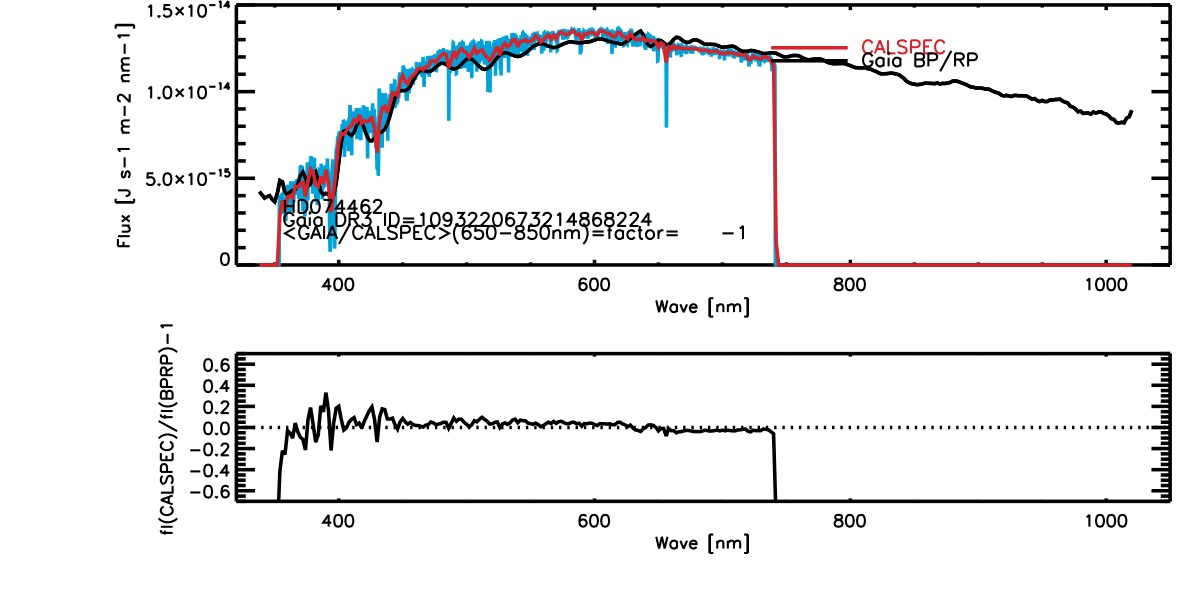 1.5×10−14
1.0×10−14
5.0×10−15
0
Flux [J s−1 m−2 nm−1]
CALSPEC
Gaia BP/RP
HD074462
Gaia DR3 ID=1093220673214868224
<GAIA/CALSPEC>(650−850nm)=factor= −1
400 600 800 1000
Wave [nm]
fl(CALSPEC)/fl(BPRP)−1
0.6
0.4
0.2
0.0
−0.2
−0.4
−0.6
400 600 800 1000
Wave [nm]